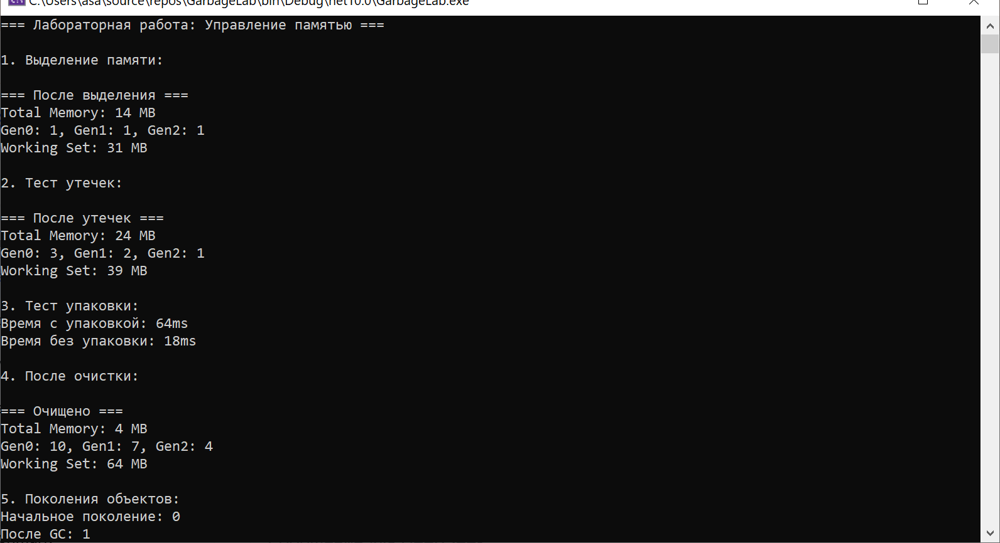 C:\Users\asa\source\repos\GarbageLab\bin\Debug\net10.0\GarbageLab.exe
=== Лабораторная работа: Управление памятью ===
1. Выделение памяти:
=== После выделения ===
Total Memory: 14 MB
Gen0: 1, Gen1: 1, Gen2: 1
Working Set: 31 MB
2. Тест утечек:
=== После утечек ===
Total Memory: 24 MB
Gen0: 3, Gen1: 2, Gen2: 1
Working Set: 39 MB
3. Тест упаковки:
Время с упаковкой: 64ms
Время без упаковки: 18ms
4. После очистки:
=== Очищено ===
Total Memory: 4 MB
Gen0: 10, Gen1: 7, Gen2: 4
Working Set: 64 MB
5. Поколения объектов:
Начальное поколение: 0
После GC: 1